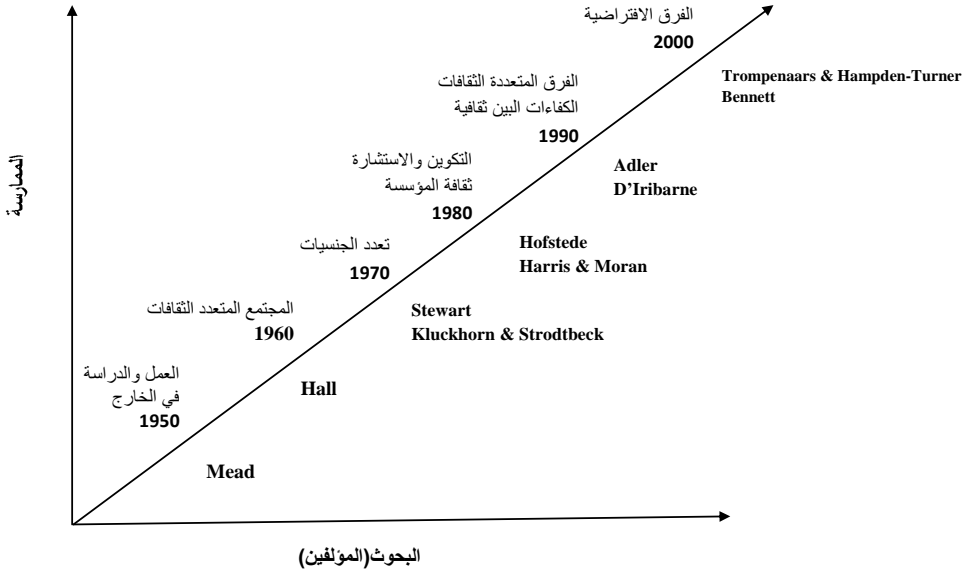 الفرق الافتراضية
2000
Trompenaars & Hampden-Turner
Bennett
الفرق المتعددة الثقافات
الكفاءات البين ثقافية
1990
Adler
D’Iribarne
التكوين والاستشارة
ثقافة المؤسسة
1980
Hofstede
Harris & Moran
تعدد الجنسيات
1970
Stewart
Kluckhorn & Strodtbeck
المجتمع المتعدد الثقافات
1960
Hall
العمل والدراسة
في الخارج
1950
Mead
الممارسة
البحوث(المؤلفين)